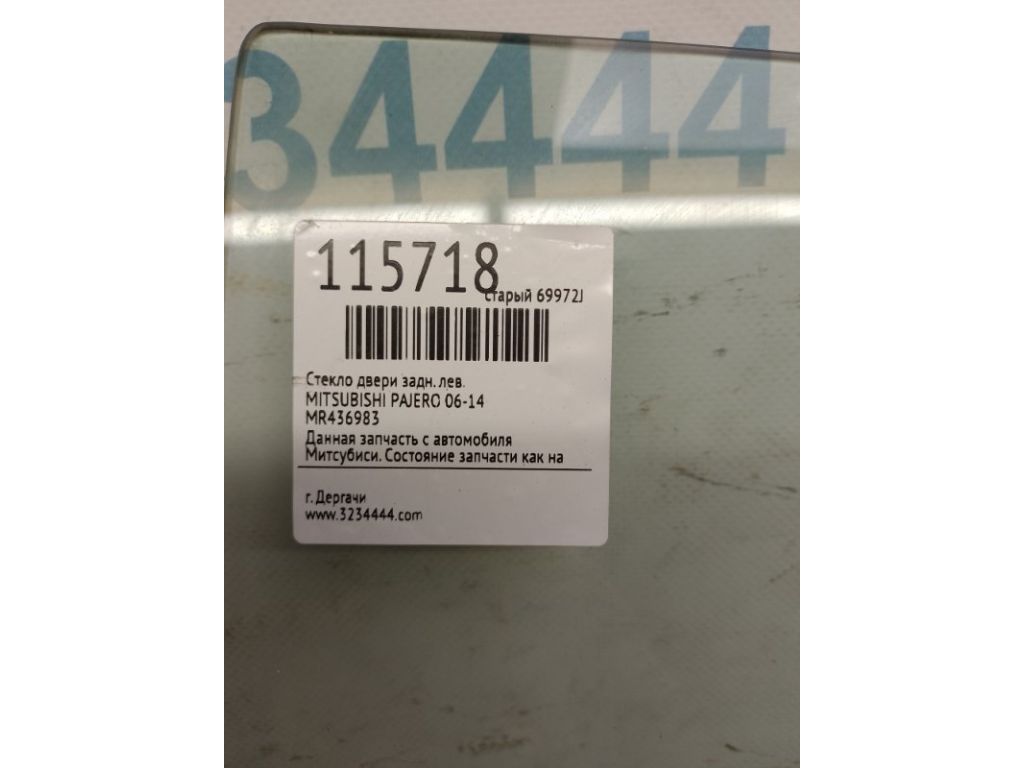 34444
115718
старый 69972J
Стекло двери задн. лев.
MITSUBISHI PAJERO 06-14
MR436983
Данная запчасть с автомобиля
Митсубиси. Состояние запчасти как на
г. Дергачи
www.3234444.com